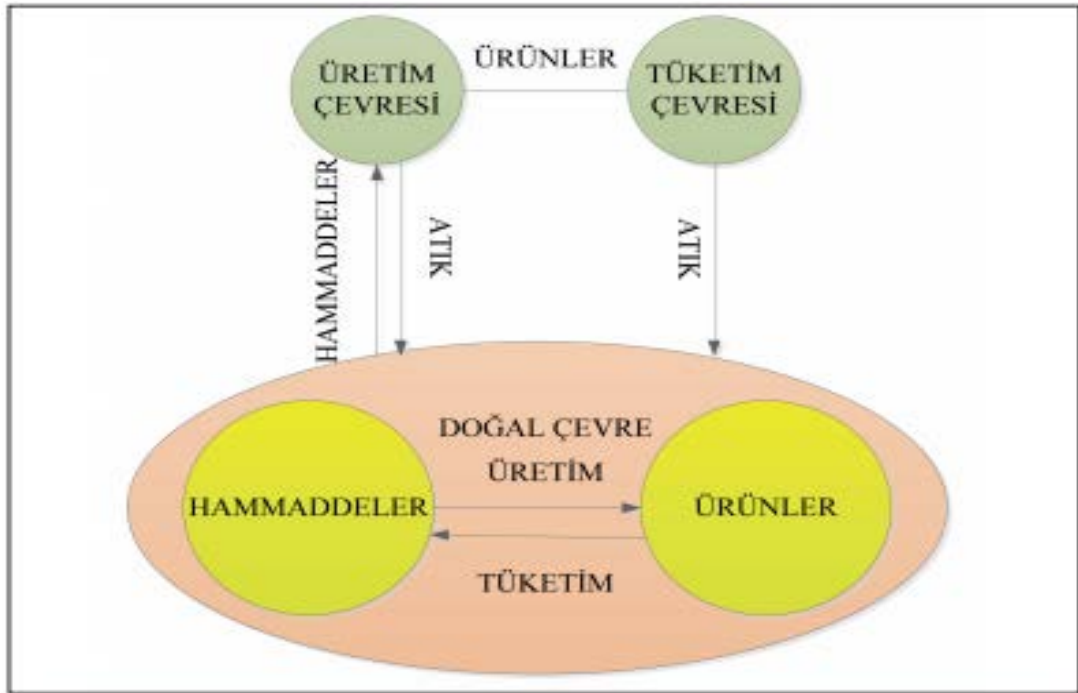 ÜRETİM
ÇEVRESİ
ÜRÜNLER
TÜKETİM
ÇEVRESİ
HAMMADDELER
ATIK
ATIK
DOĞAL ÇEVRE
ÜRETİM
HAMMADDELER
ÜRÜNLER
TÜKETİM